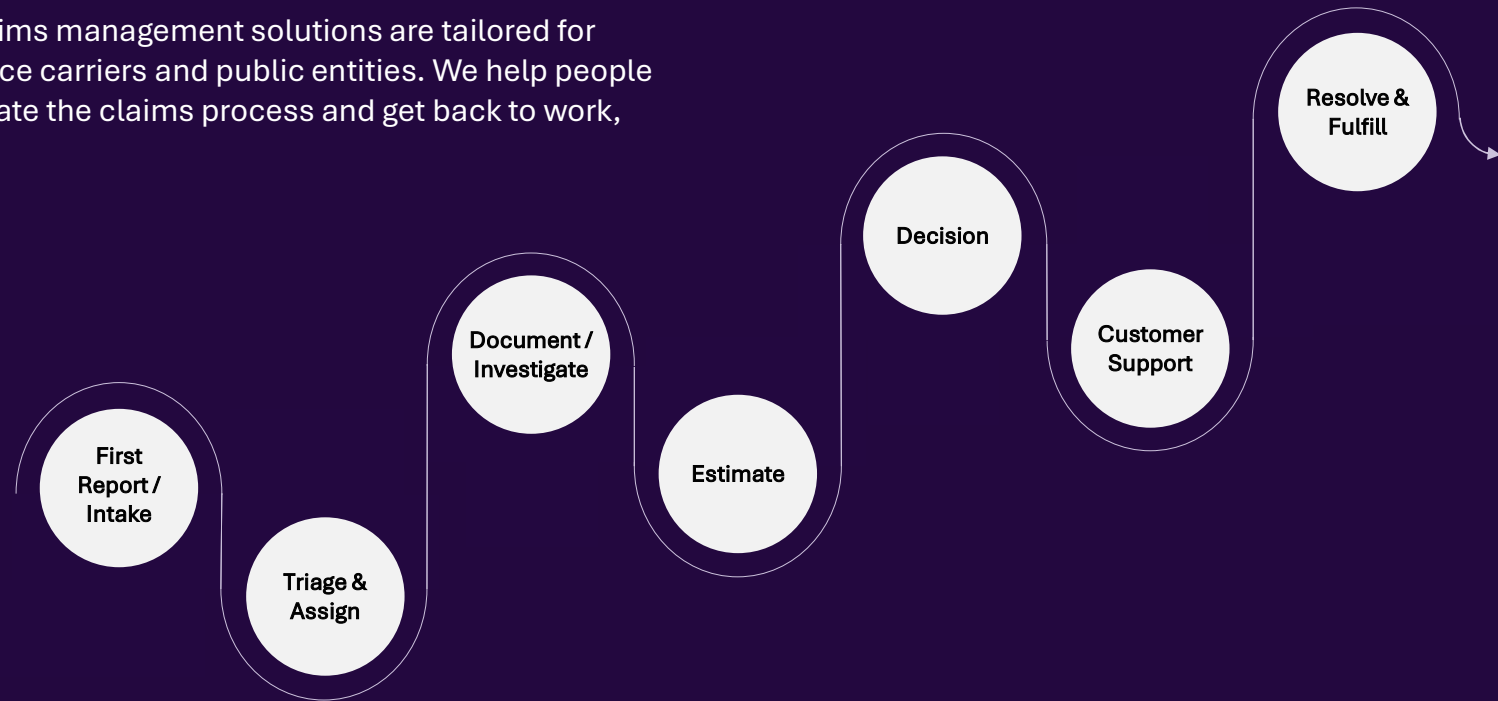 ims management solutions are tailored for
ce carriers and public entities. We help people
ate the claims process and get back to work,
First
Report /
Intake
Triage &
Assign
Document /
Investigate
Estimate
Decision
Customer
Support
Resolve &
Fulfill